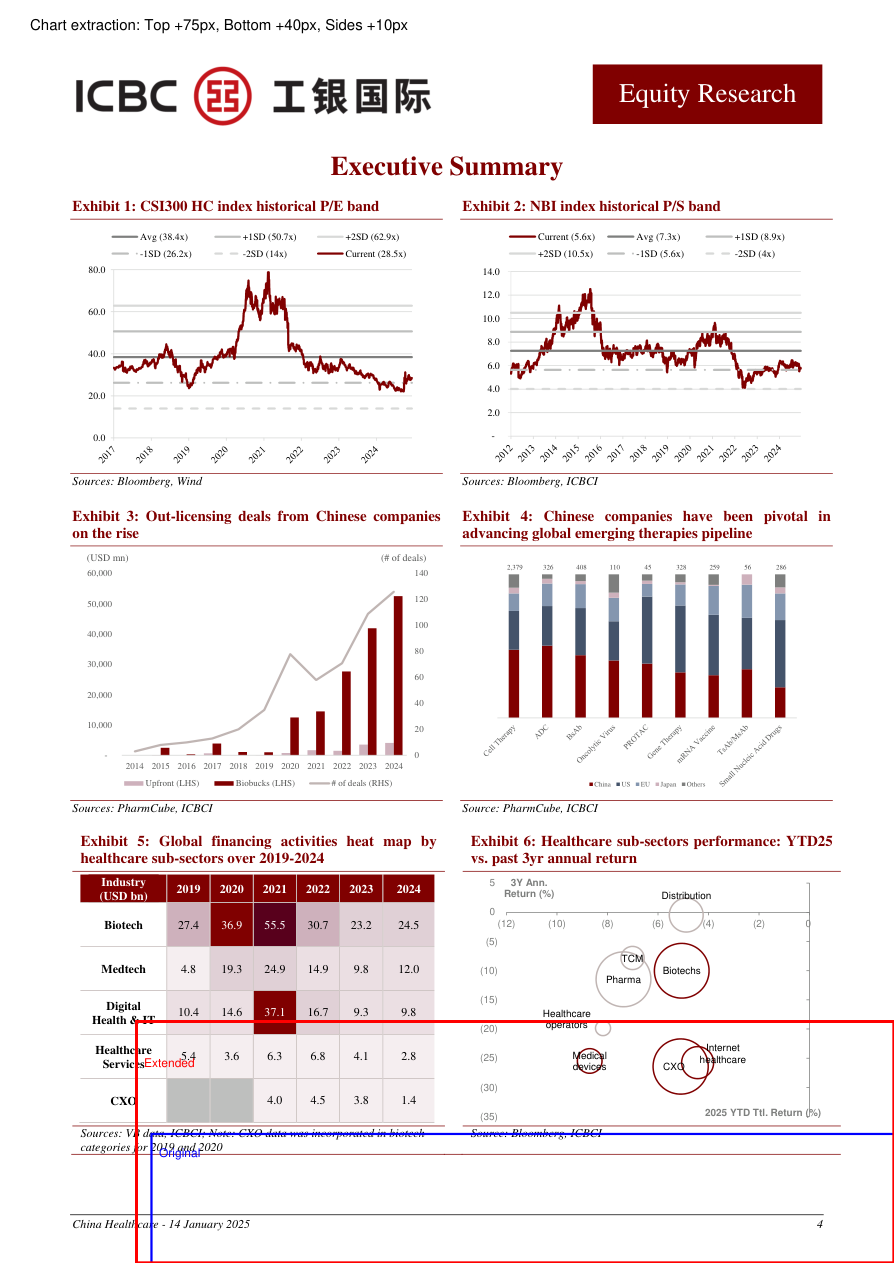 Chart extraction: Top +75px, Bottom +40px, Sides +10px
ICBC 工银国际
Equity Research
Executive Summary
Exhibit 1: CSI300 HC index historical P/E band
Avg (38.4x) +1SD (50.7x) +2SD (62.9x)
-1SD (26.2x) -2SD (14x) Current (28.5x)
80.0
60.0
40.0
20.0
0.0
2017 2018 2019 2020 2021 2022 2023 2024
Sources: Bloomberg, Wind
Exhibit 2: NBI index historical P/S band
Current (5.6x) Avg (7.3x) +1SD (8.9x)
+2SD (10.5x) -1SD (5.6x) -2SD (4x)
14.0
12.0
10.0
8.0
6.0
4.0
2.0
-
2012 2013 2014 2015 2016 2017 2018 2019 2020 2021 2022 2023 2024
Sources: Bloomberg, ICBCI
Exhibit 3: Out-licensing deals from Chinese companies
on the rise
(USD mn) (# of deals)
60,000 140
50,000 120
40,000 100
30,000 80
20,000 60
10,000 40
- 20
0
2014 2015 2016 2017 2018 2019 2020 2021 2022 2023 2024
Upfront (LHS) Biobucks (LHS) # of deals (RHS)
Sources: PharmCube, ICBCI
Exhibit 4: Chinese companies have been pivotal in
advancing global emerging therapies pipeline
2,379 326 408 110 45 328 259 56 286
Cell Therapy ADC BsAb Oncolytic Virus PROTAC Gene Therapy mRNA Vaccine TsAb/MsAb Small Nucleic Acid Drugs
China US EU Japan Others
Source: PharmCube, ICBCI
Exhibit 5: Global financing activities heat map by
healthcare sub-sectors over 2019-2024
Industry
(USD bn) 2019 2020 2021 2022 2023 2024
Biotech 27.4 36.9 55.5 30.7 23.2 24.5
Medtech 4.8 19.3 24.9 14.9 9.8 12.0
Digital
Health & IT 10.4 14.6 37.1 16.7 9.3 9.8
Healthcare
Services 5.4 3.6 6.3 6.8 4.1 2.8
Extended
CXO 4.0 4.5 3.8 1.4
Sources: VB data, ICBCI; Note: CXO data was incorporated in biotech
categories for 2019 and 2020
Original
Exhibit 6: Healthcare sub-sectors performance: YTD25
vs. past 3yr annual return
3Y Ann.
Return (%)
5
0
(5)
(10)
(15)
(20)
(25)
(30)
(35)
(12) (10) (8) (6) (4) (2) 0
Distribution
TCM
Pharma
Biotechs
Healthcare
operators
Medical
devices
CXO
Internet
healthcare
2025 YTD Ttl. Return (%)
Source: Bloomberg, ICBCI
China Healthcare - 14 January 2025 4